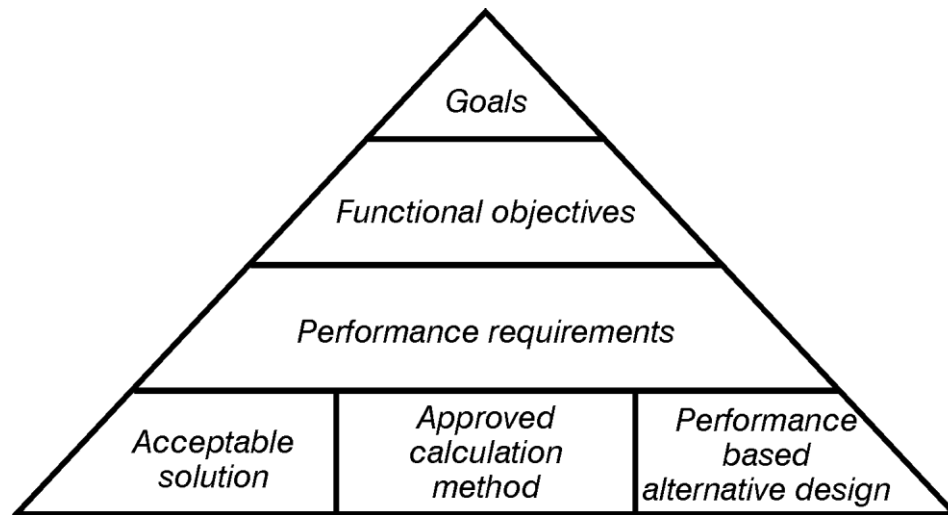 Goals
Functional objectives
Performance requirements
Acceptable
solution
Approved
calculation
method
Performance
based
alternative design